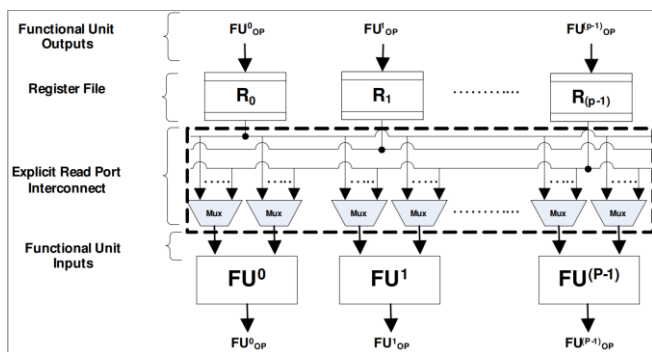 Functional Unit
Outputs
FU⁰OP
FU¹OP
FU⁽ᵖ⁻¹⁾OP
Register File
R0
R1
R(p-1)
Explicit Read Port
Interconnect
Mux
Mux
Mux
Mux
Mux
Mux
Functional Unit
Inputs
FU⁰
FU¹
FU⁽ᴾ⁻¹⁾
FU⁰OP
FU¹OP
FU⁽ᴾ⁻¹⁾OP